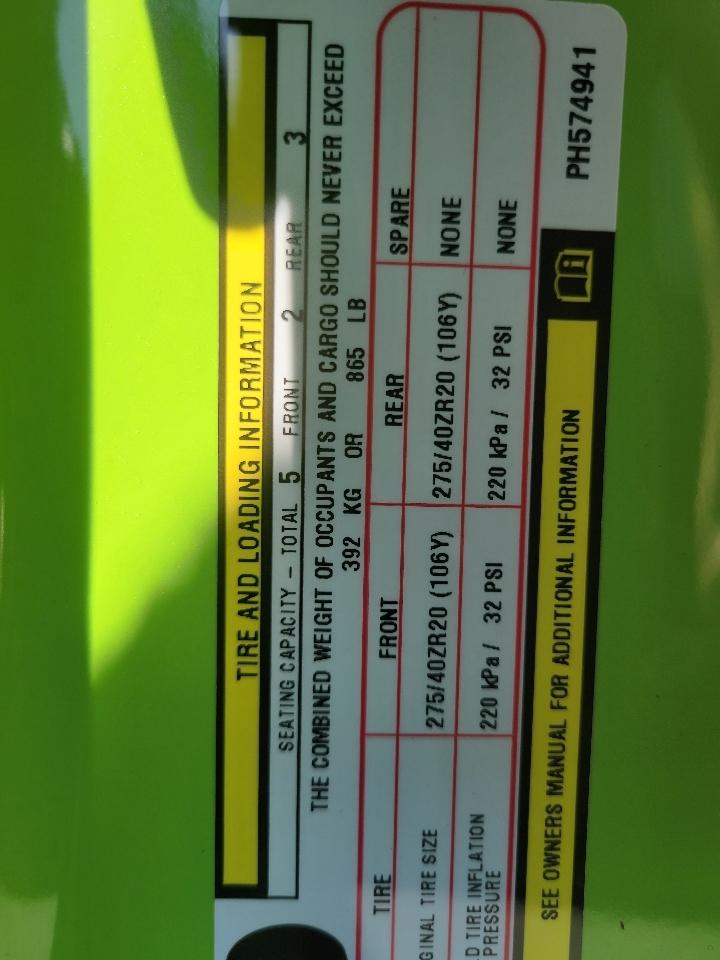 TIRE AND LOADING INFORMATION
SEATING CAPACITY – TOTAL 5 FRONT 2 REAR 3
THE COMBINED WEIGHT OF OCCUPANTS AND CARGO SHOULD NEVER EXCEED
392 KG OR 865 LB
TIRE FRONT REAR SPARE
GINAL TIRE SIZE 275/40ZR20 (106Y) 275/40ZR20 (106Y) NONE
D TIRE INFLATION
PRESSURE 220 kPa / 32 PSI 220 kPa / 32 PSI NONE
SEE OWNERS MANUAL FOR ADDITIONAL INFORMATION
PH574941